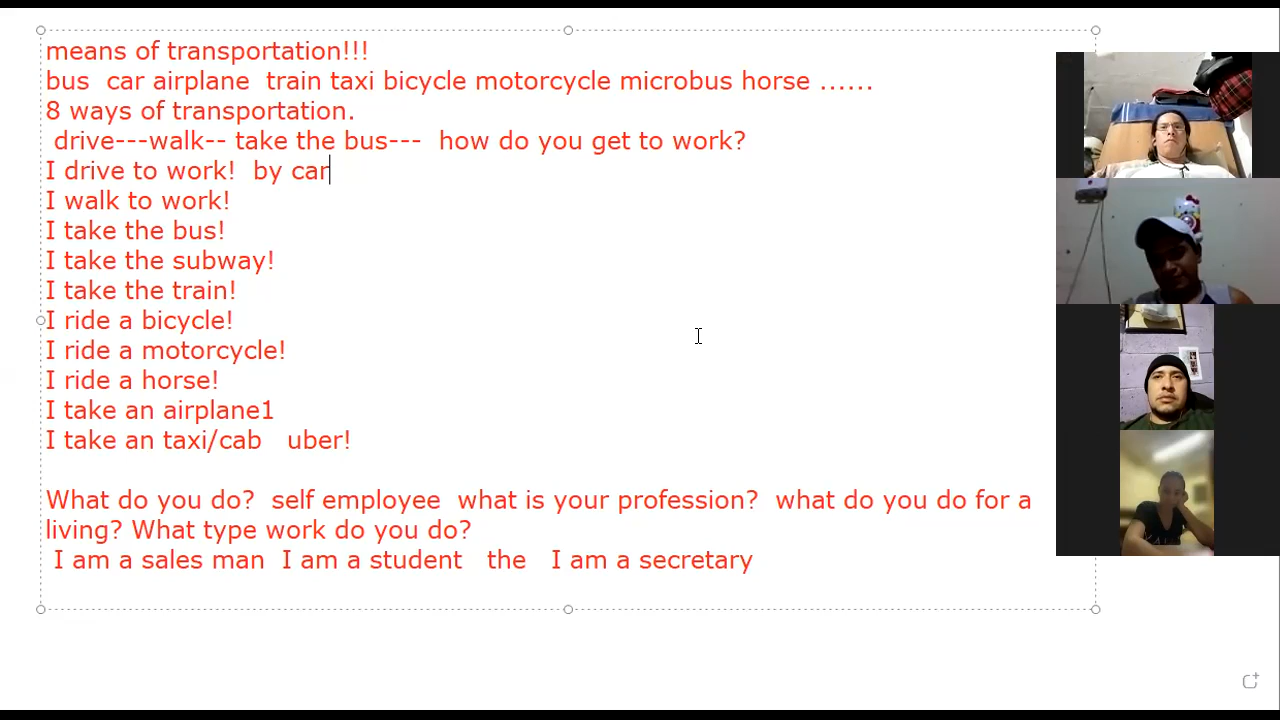 means of transportation!!!
bus  car airplane  train taxi bicycle motorcycle microbus horse ......
8 ways of transportation.
drive---walk-- take the bus---  how do you get to work?
I drive to work!  by car
I walk to work!
I take the bus!
I take the subway!
I take the train!
I ride a bicycle!
I ride a motorcycle!
I ride a horse!
I take an airplane1
I take an taxi/cab   uber!
What do you do?  self employee  what is your profession?  what do you do for a
living? What type work do you do?
I am a sales man  I am a student   the   I am a secretary